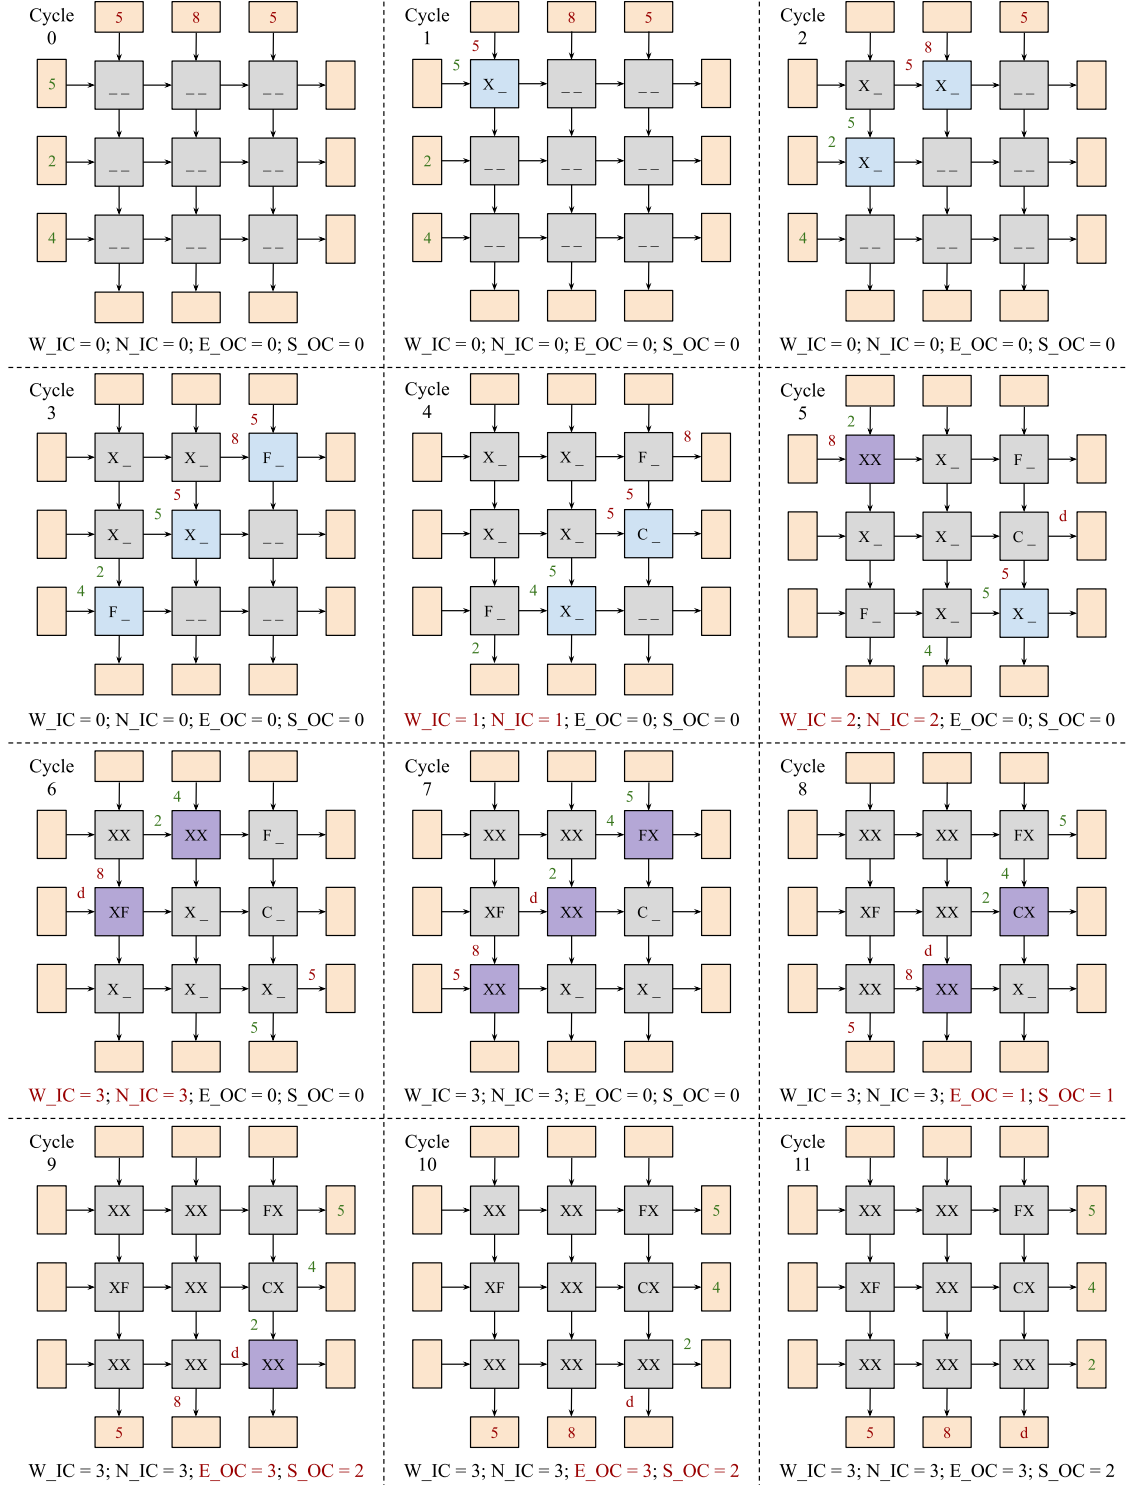 Cycle
0
5 8 5
5 _ _ _ _ _ _
2 _ _ _ _ _ _
4 _ _ _ _ _ _
W_IC = 0; N_IC = 0; E_OC = 0; S_OC = 0
Cycle
1
8 5
5
5 X _ _ _ _ _
2 _ _ _ _ _ _
4 _ _ _ _ _ _
W_IC = 0; N_IC = 0; E_OC = 0; S_OC = 0
Cycle
2
5
8
X _ 5 X _ _ _
5
2 X _ _ _ _ _
4 _ _ _ _ _ _
W_IC = 0; N_IC = 0; E_OC = 0; S_OC = 0
Cycle
3
5
X _ X _ 8 F _
5
X _ 5 X _ _ _
2
4 F _ _ _ _ _
W_IC = 0; N_IC = 0; E_OC = 0; S_OC = 0
Cycle
4
X _ X _ F _ 8
5
X _ X _ 5 C _
5
F _ 4 X _ _ _
2
W_IC = 1; N_IC = 1; E_OC = 0; S_OC = 0
Cycle
5
2
8 XX X _ F _
X _ X _ C _ d
5
F _ X _ 5 X _
4
W_IC = 2; N_IC = 2; E_OC = 0; S_OC = 0
Cycle
6
4
XX 2 XX F _
8
d XF X _ C _
X _ X _ X _ 5
5
W_IC = 3; N_IC = 3; E_OC = 0; S_OC = 0
Cycle
7
5
XX XX 4 FX
2
XF d XX C _
8
5 XX X _ X _
W_IC = 3; N_IC = 3; E_OC = 0; S_OC = 0
Cycle
8
XX XX FX 5
4
XF XX 2 CX
d
XX 8 XX X _
5
W_IC = 3; N_IC = 3; E_OC = 1; S_OC = 1
Cycle
9
XX XX FX 5
XF XX CX 4
2
XX XX d XX
8
5
W_IC = 3; N_IC = 3; E_OC = 3; S_OC = 2
Cycle
10
XX XX FX 5
XF XX CX 4
XX XX XX 2
d
5 8
W_IC = 3; N_IC = 3; E_OC = 3; S_OC = 2
Cycle
11
XX XX FX 5
XF XX CX 4
XX XX XX 2
5 8 d
W_IC = 3; N_IC = 3; E_OC = 3; S_OC = 2